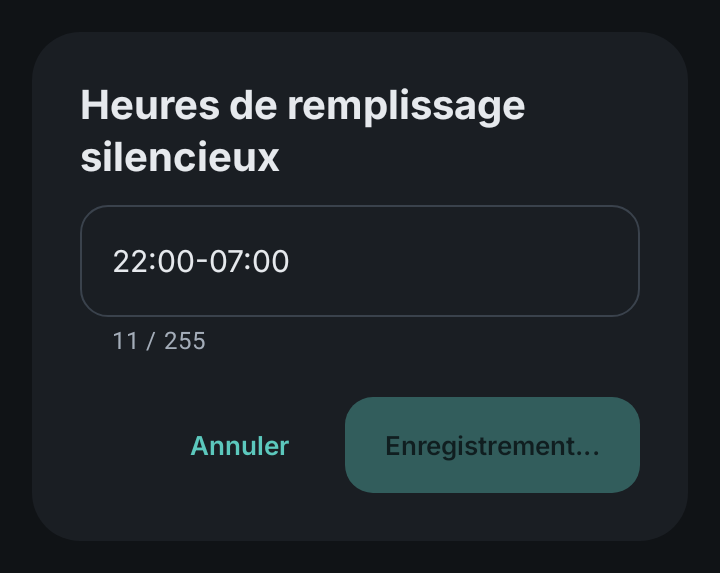 Heures de remplissage
silencieux
22:00-07:00
11 / 255
Annuler
Enregistrement...